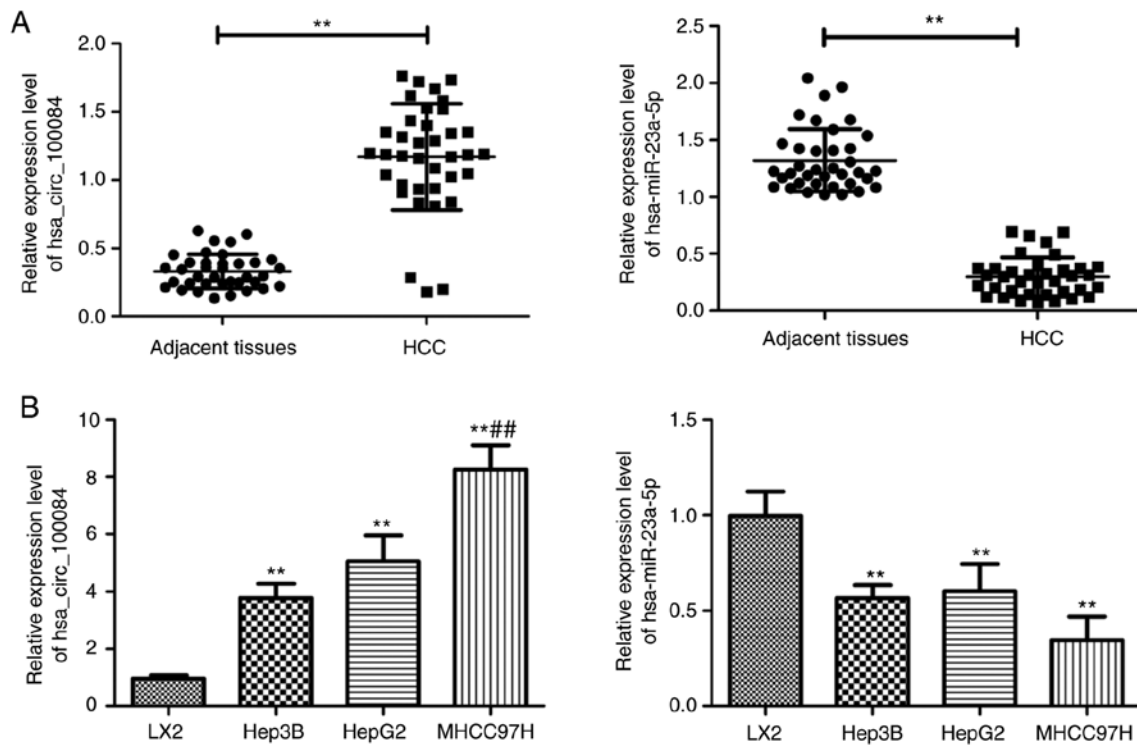 A
Relative expression level
of hsa_circ_100084
2.0
1.5
1.0
0.5
0.0
**
Adjacent tissues
HCC
Relative expression level
of hsa-miR-23a-5p
2.5
2.0
1.5
1.0
0.5
0.0
**
Adjacent tissues
HCC
B
Relative expression level
of hsa_circ_100084
10
8
6
4
2
0
**
**
**##
LX2
Hep3B
HepG2
MHCC97H
Relative expression level
of hsa-miR-23a-5p
1.5
1.0
0.5
0.0
**
**
**
LX2
Hep3B
HepG2
MHCC97H